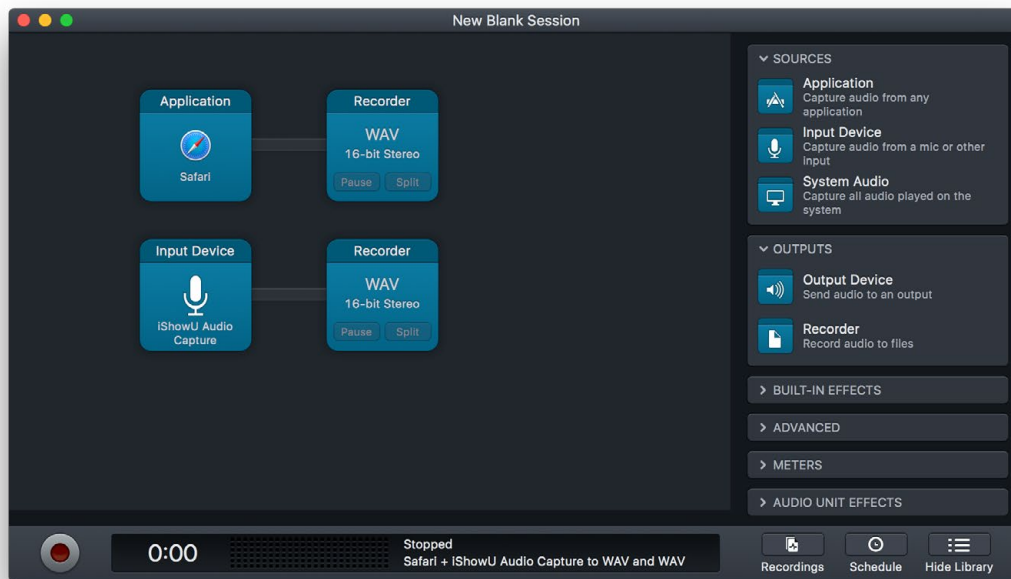 New Blank Session
Application
Safari
Recorder
WAV
16-bit Stereo
Pause
Split
Input Device
iShowU Audio
Capture
Recorder
WAV
16-bit Stereo
Pause
Split
SOURCES
Application
Capture audio from any
application
Input Device
Capture audio from a mic or other
input
System Audio
Capture all audio played on the
system
OUTPUTS
Output Device
Send audio to an output
Recorder
Record audio to files
BUILT-IN EFFECTS
ADVANCED
METERS
AUDIO UNIT EFFECTS
0:00
Stopped
Safari + iShowU Audio Capture to WAV and WAV
Recordings
Schedule
Hide Library